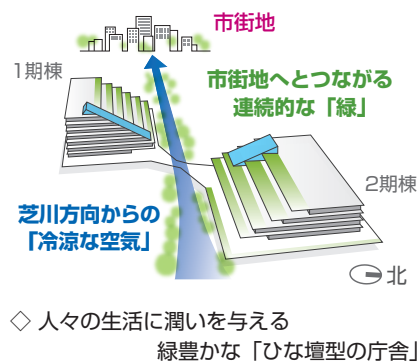 市街地
1期棟
市街地へとつながる
連続的な「緑」
2期棟
芝川方向からの
「冷涼な空気」
北
◇ 人々の生活に潤いを与える
緑豊かな「ひな壇型の庁舎」